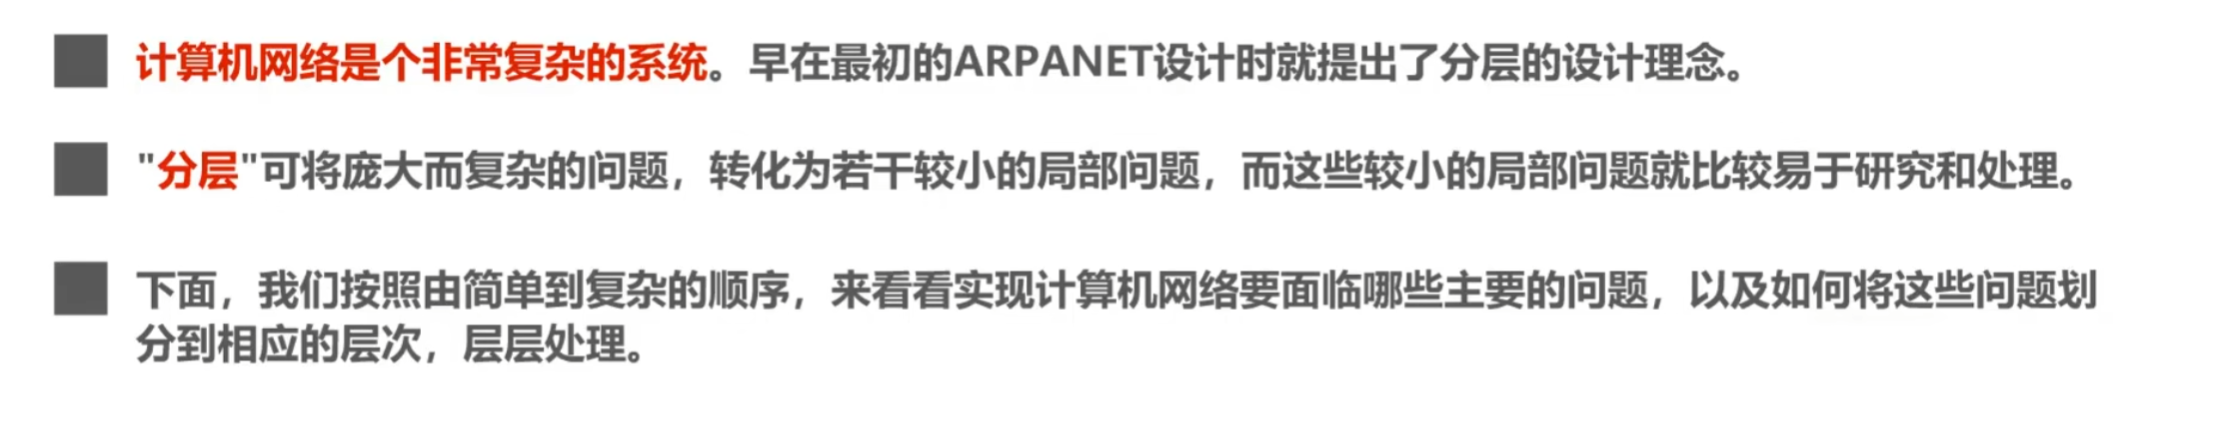 计算机网络是个非常复杂的系统。早在最初的ARPANET设计时就提出了分层的设计理念。
"分层"可将庞大而复杂的问题，转化为若干较小的局部问题，而这些较小的局部问题就比较易于研究和处理。
下面，我们按照由简单到复杂的顺序，来看看实现计算机网络要面临哪些主要的问题，以及如何将这些问题划
分到相应的层次，层层处理。